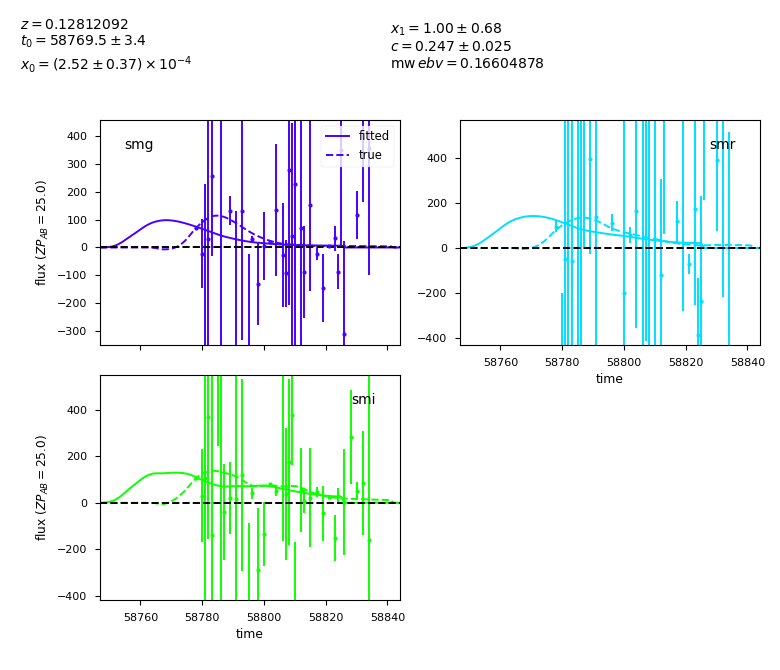 z = 0.12812092
t₀ = 58769.5 ± 3.4
x₀ = (2.52 ± 0.37) × 10⁻⁴
x₁ = 1.00 ± 0.68
c = 0.247 ± 0.025
mw ebv = 0.16604878
smg
fitted
true
400
300
200
100
0
−100
−200
−300
flux (ZP_AB = 25.0)
smr
400
200
0
−200
−400
58760 58780 58800 58820 58840
time
smi
400
200
0
−200
−400
flux (ZP_AB = 25.0)
58760 58780 58800 58820 58840
time